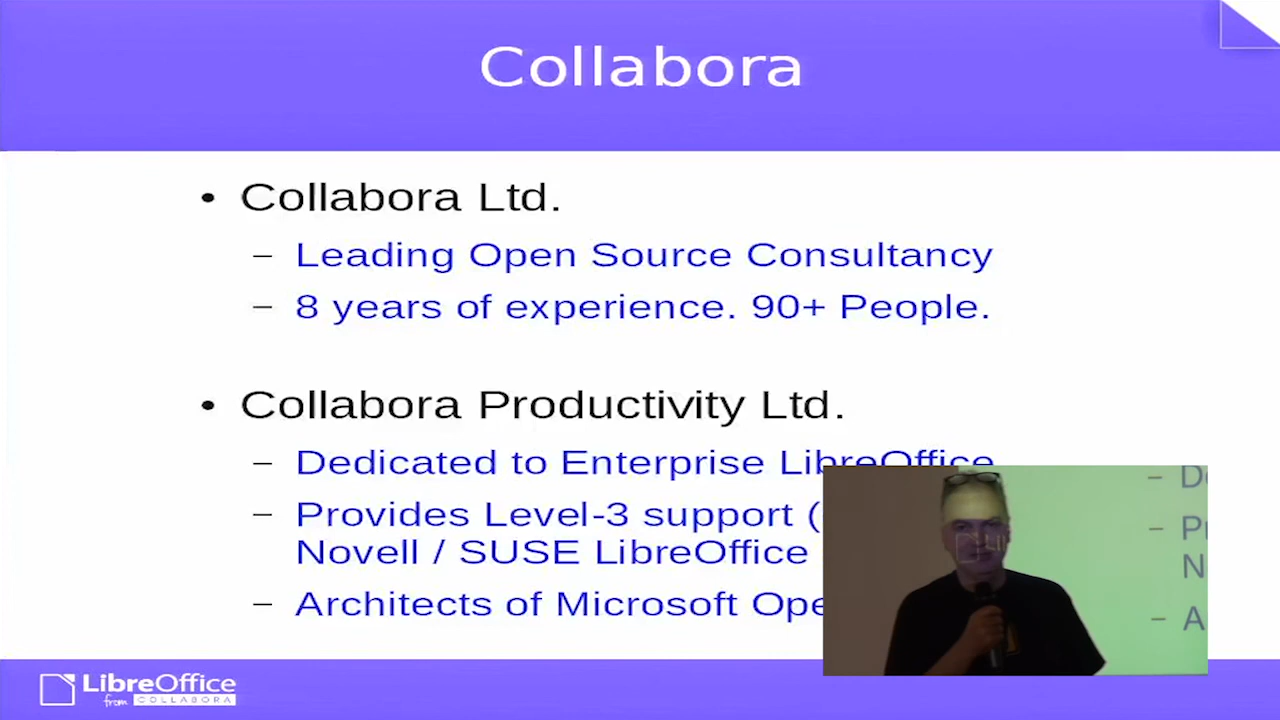 Collabora
• Collabora Ltd.
– Leading Open Source Consultancy
– 8 years of experience. 90+ People.
• Collabora Productivity Ltd.
– Dedicated to Enterprise LibreOffice
– Provides Level-3 support (
Novell / SUSE LibreOffice
– Architects of Microsoft
LibreOffice
from COLLABORA